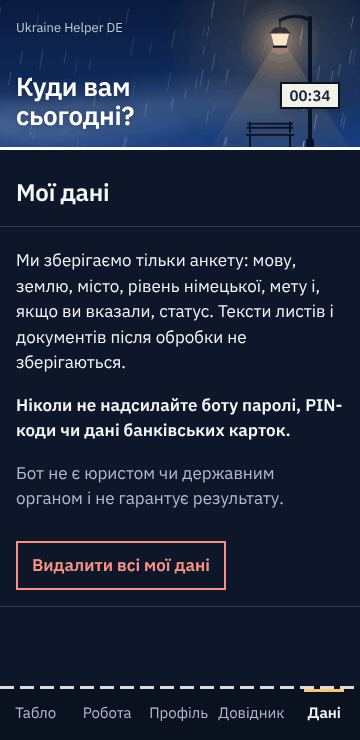 Ukraine Helper DE
Куди вам
сьогодні?
00:34
Мої дані
Ми зберігаємо тільки анкету: мову,
землю, місто, рівень німецької, мету і,
якщо ви вказали, статус. Тексти листів і
документів після обробки не
зберігаються.
Ніколи не надсилайте боту паролі, PIN-
коди чи дані банківських карток.
Бот не є юристом чи державним
органом і не гарантує результату.
Видалити всі мої дані
Табло Робота Профіль Довідник Дані